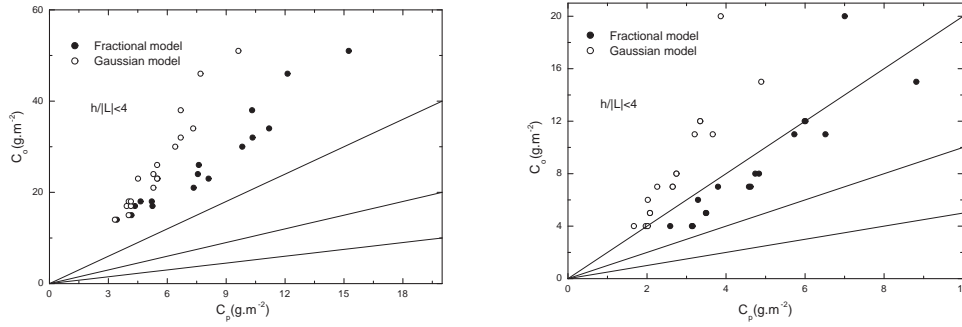 60
40
20
0
C_o(g.m^-2)
Fractional model
Gaussian model
h/|L|<4
0 3 6 9 12 15 18
C_p(g.m^-2)
20
16
12
8
4
0
C_o(g.m^-2)
Fractional model
Gaussian model
h/|L|<4
0 2 4 6 8 10
C_p(g.m^-2)